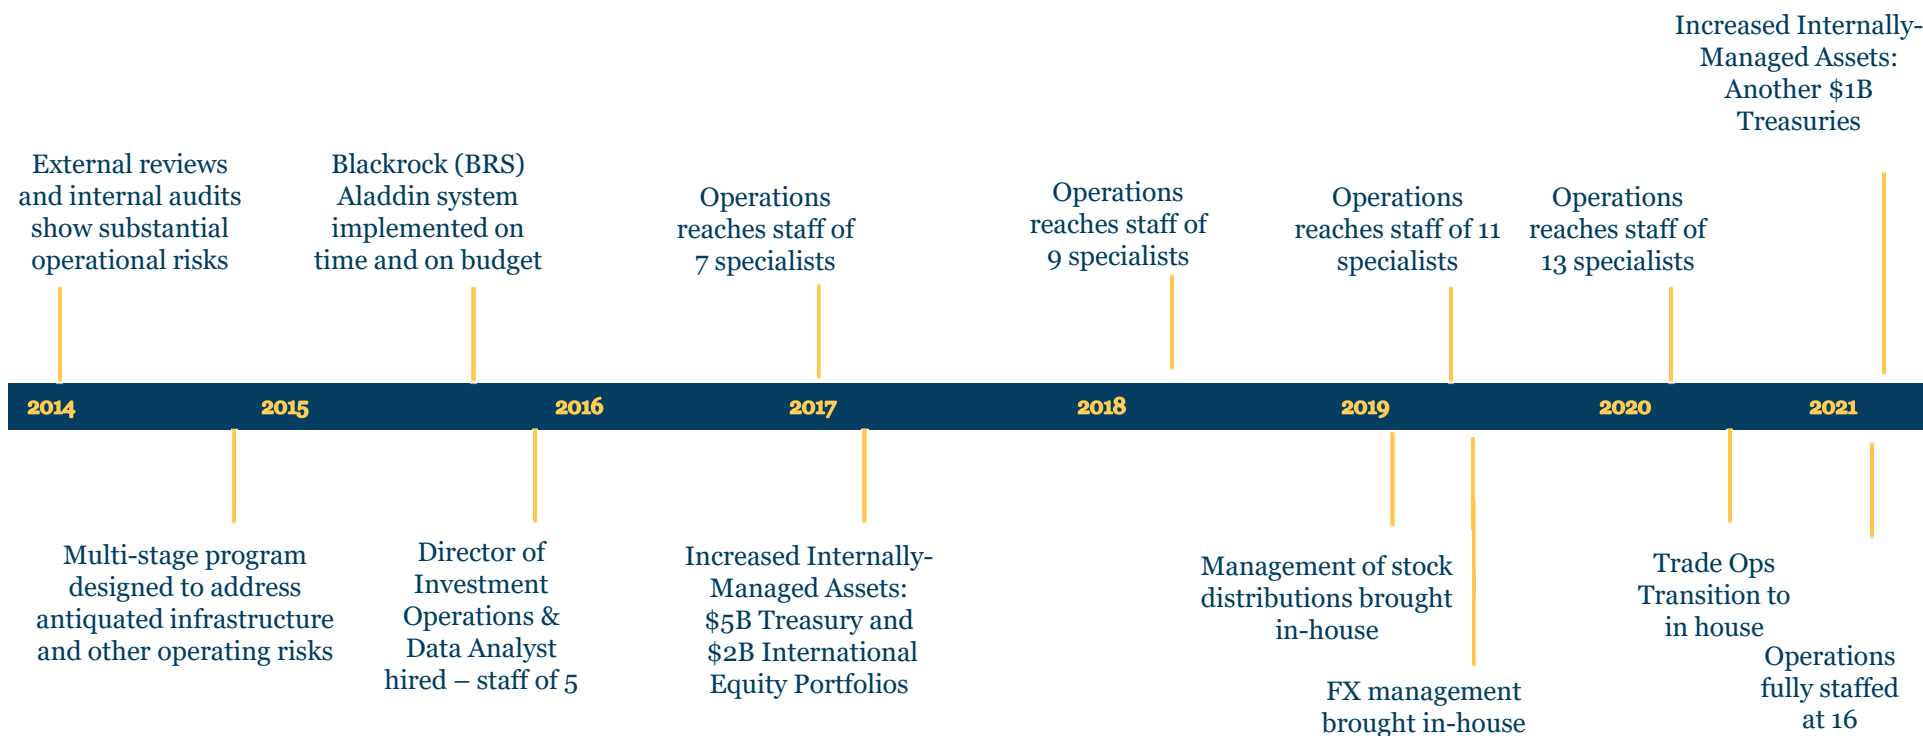 Increased Internally-
Managed Assets:
Another $1B
Treasuries
External reviews
and internal audits
show substantial
operational risks
Blackrock (BRS)
Aladdin system
implemented on
time and on budget
Operations
reaches staff of
7 specialists
Operations
reaches staff of
9 specialists
Operations
reaches staff of 11
specialists
Operations
reaches staff of
13 specialists
2014
2015
2016
2017
2018
2019
2020
2021
Multi-stage program
designed to address
antiquated infrastructure
and other operating risks
Director of
Investment
Operations &
Data Analyst
hired – staff of 5
Increased Internally-
Managed Assets:
$5B Treasury and
$2B International
Equity Portfolios
Management of stock
distributions brought
in-house
FX management
brought in-house
Trade Ops
Transition to
in house
Operations
fully staffed
at 16